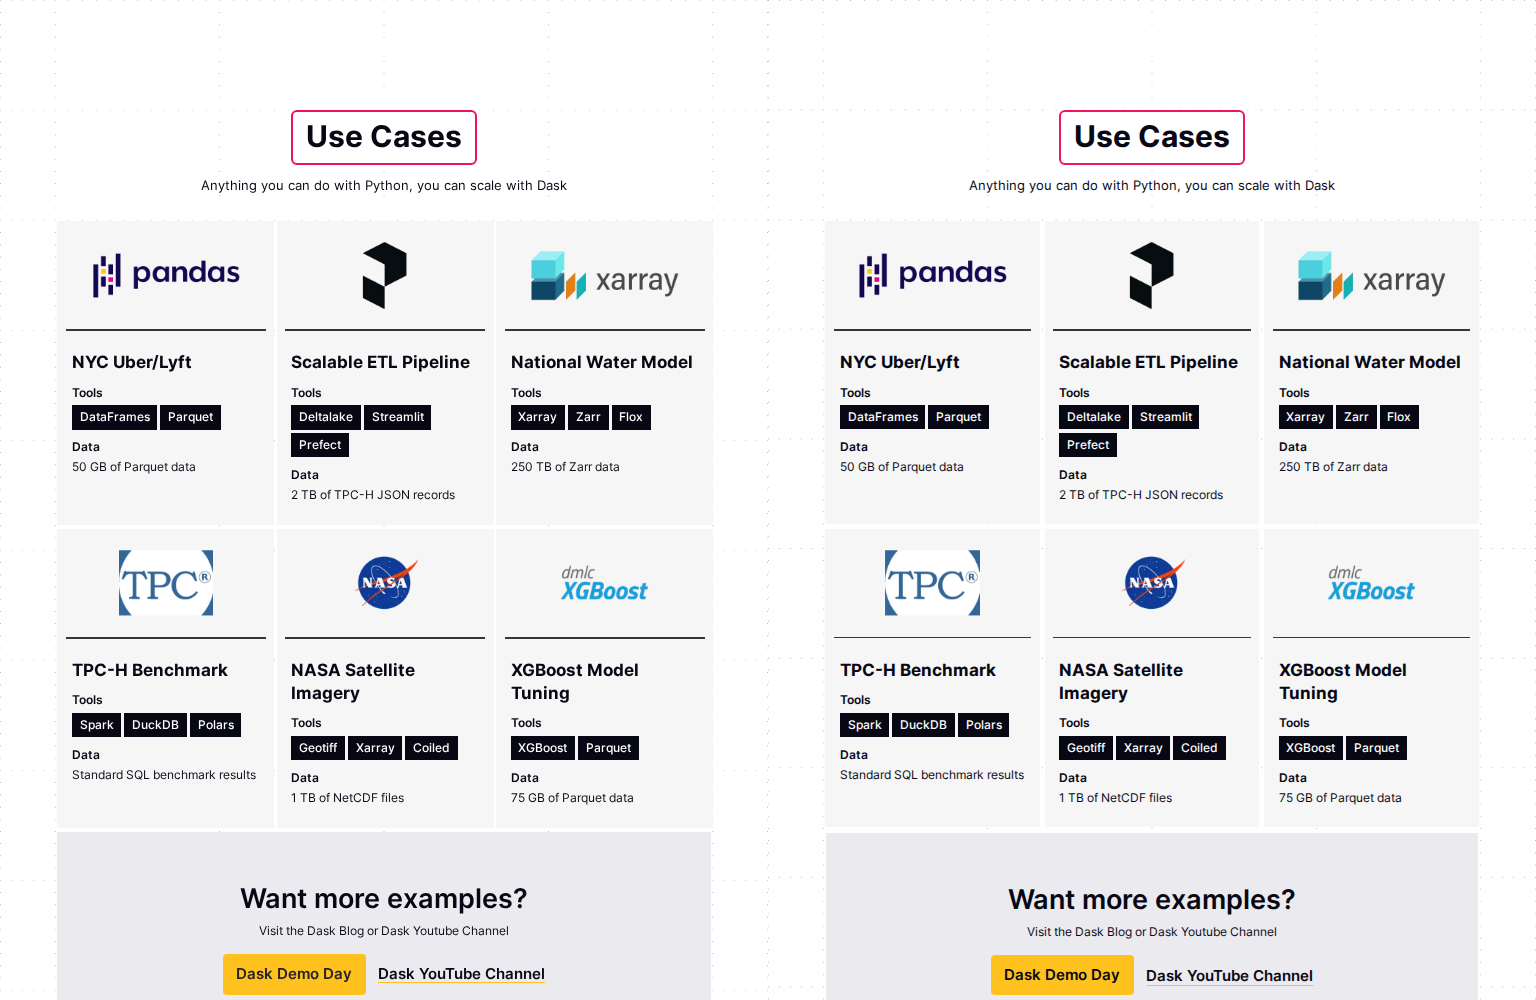 Use Cases
Anything you can do with Python, you can scale with Dask
pandas
xarray
NYC Uber/Lyft
Tools
DataFrames Parquet
Data
50 GB of Parquet data
Scalable ETL Pipeline
Tools
Deltalake Streamlit
Prefect
Data
2 TB of TPC-H JSON records
National Water Model
Tools
Xarray Zarr Flox
Data
250 TB of Zarr data
TPC®
NASA
dmlc
XGBoost
TPC-H Benchmark
Tools
Spark DuckDB Polars
Data
Standard SQL benchmark results
NASA Satellite
Imagery
Tools
Geotiff Xarray Coiled
Data
1 TB of NetCDF files
XGBoost Model
Tuning
Tools
XGBoost Parquet
Data
75 GB of Parquet data
Want more examples?
Visit the Dask Blog or Dask Youtube Channel
Dask Demo Day Dask YouTube Channel
Use Cases
Anything you can do with Python, you can scale with Dask
pandas
xarray
NYC Uber/Lyft
Tools
DataFrames Parquet
Data
50 GB of Parquet data
Scalable ETL Pipeline
Tools
Deltalake Streamlit
Prefect
Data
2 TB of TPC-H JSON records
National Water Model
Tools
Xarray Zarr Flox
Data
250 TB of Zarr data
TPC®
NASA
dmlc
XGBoost
TPC-H Benchmark
Tools
Spark DuckDB Polars
Data
Standard SQL benchmark results
NASA Satellite
Imagery
Tools
Geotiff Xarray Coiled
Data
1 TB of NetCDF files
XGBoost Model
Tuning
Tools
XGBoost Parquet
Data
75 GB of Parquet data
Want more examples?
Visit the Dask Blog or Dask Youtube Channel
Dask Demo Day Dask YouTube Channel